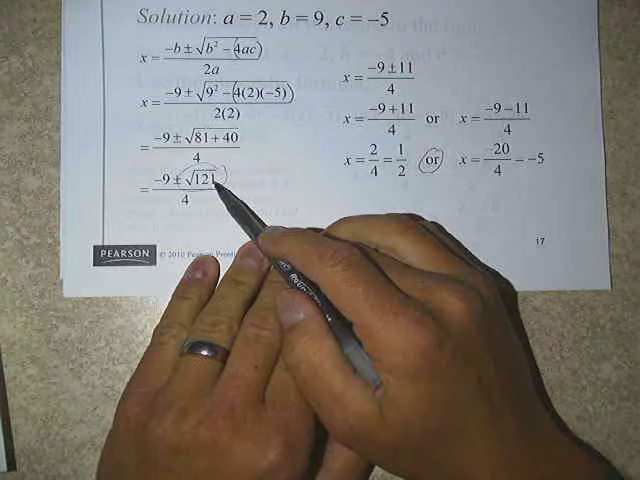 Solution: a = 2, b = 9, c = −5
x = (−b ± √(b² − 4ac)) / 2a
x = (−9 ± √(9² − 4(2)(−5))) / 2(2)
= (−9 ± √(81 + 40)) / 4
= (−9 ± √121) / 4
x = (−9 ± 11) / 4
x = (−9 + 11) / 4 or x = (−9 − 11) / 4
x = 2/4 = 1/2 or x = −20/4 = −5
PEARSON © 2010 Pearson
17